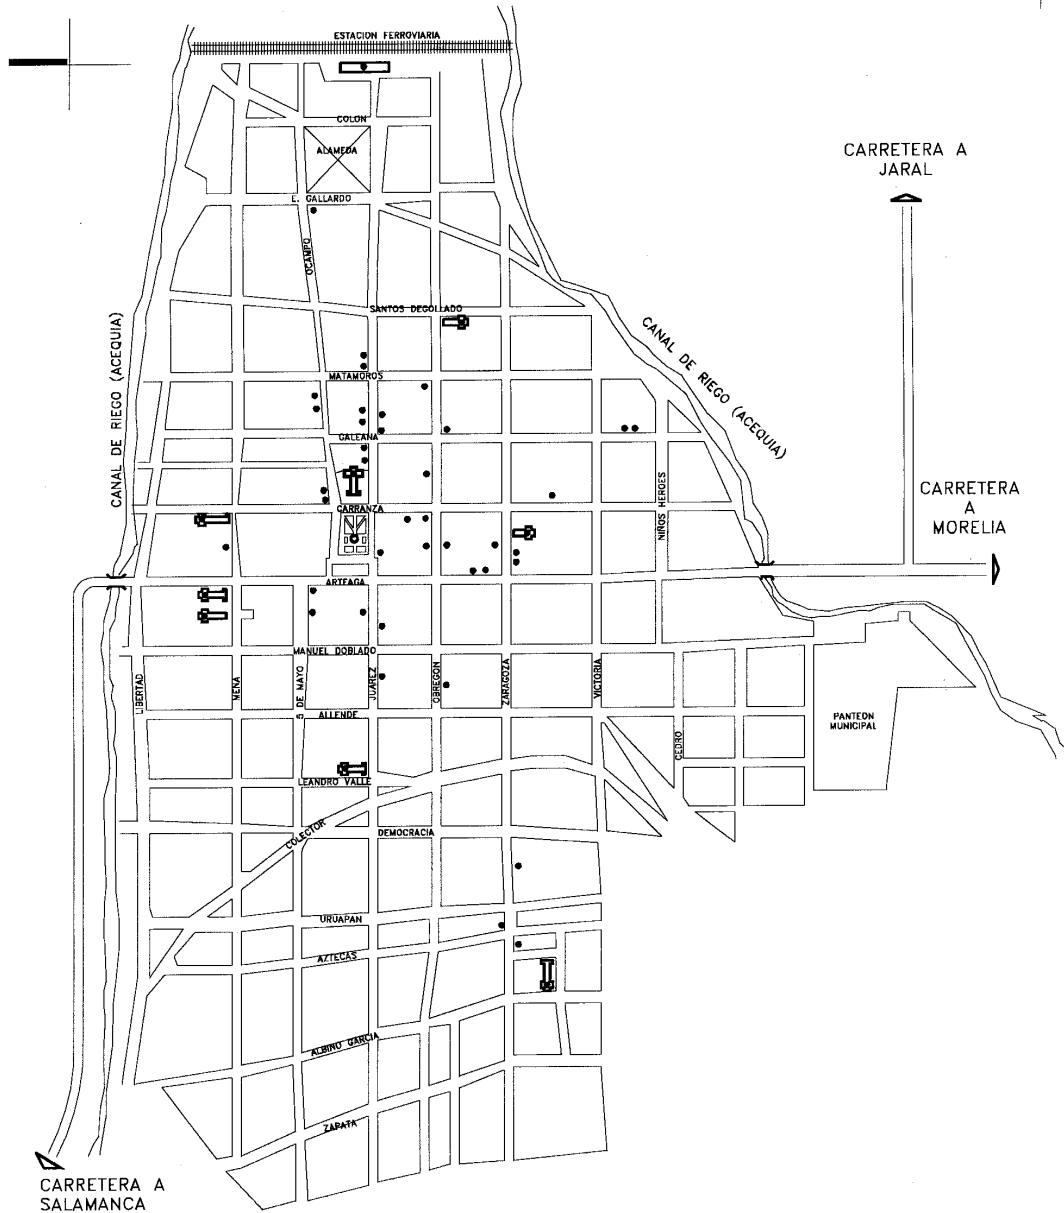 ESTACION FERROVIARIA
COLON
ALAMEDA
E. GALLARDO
OCAMPO
CARRETERA A
JARAL
SANTOS DEGOLLADO
CANAL DE RIEGO (ACEQUIA)
CANAL DE RIEGO (ACEQUIA)
MATAMOROS
GALEANA
NIÑOS HEROES
CARRANZA
CARRETERA
A
MORELIA
ARTEAGA
MANUEL DOBLADO
LIBERTAD
MENA
5 DE MAYO
JUAREZ
OBREGON
ZARAGOZA
VICTORIA
ALLENDE
CEDRO
PANTEON
MUNICIPAL
LEANDRO VALLE
COLECTOR
DEMOCRACIA
URUAPAN
AZTECAS
ALBINO GARCIA
ZAPATA
CARRETERA A
SALAMANCA